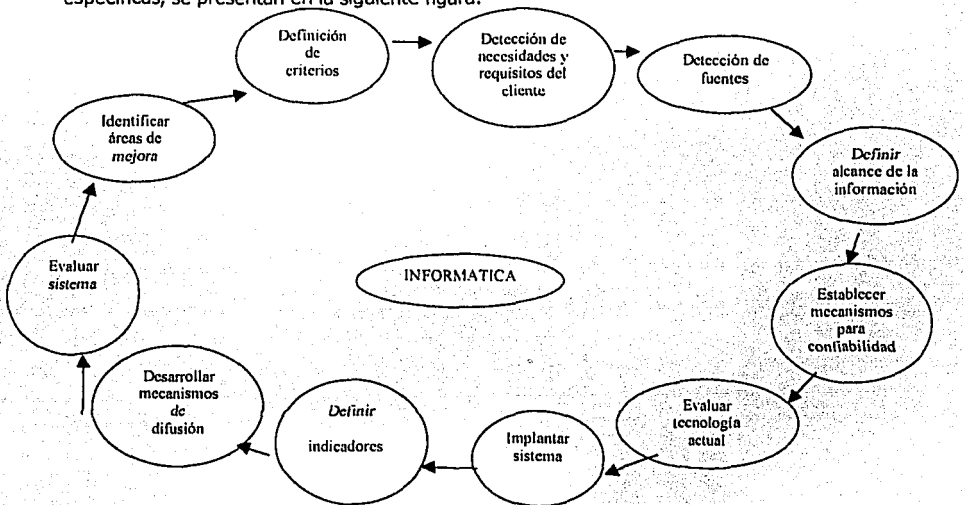 específicas, se presentan en la siguiente figura:
Definición
de
criterios
Detección de
necesidades y
requisitos del
cliente
Detección de
fuentes
Definir
alcance de la
información
Establecer
mecanismos
para
confiabilidad
Evaluar
tecnología
actual
Implantar
sistema
Definir
indicadores
Desarrollar
mecanismos
de
difusión
Evaluar
sistema
Identificar
áreas de
mejora
INFORMATICA